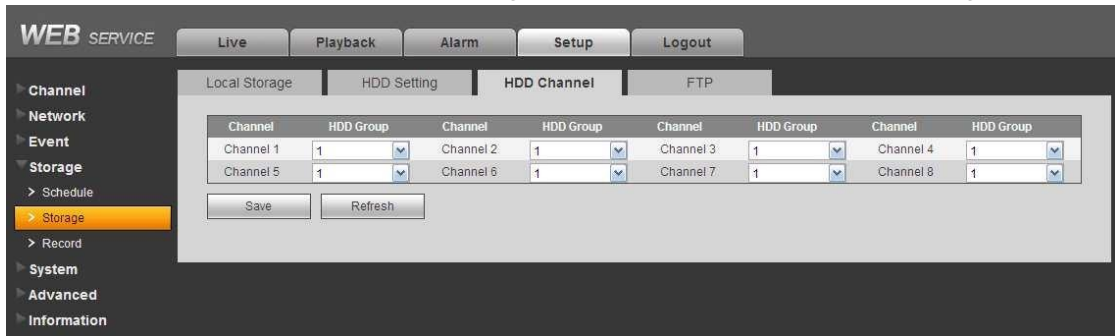 WEB SERVICE
Live Playback Alarm Setup Logout
Local Storage HDD Setting HDD Channel FTP
Channel
Network
Event
Storage
> Schedule
> Storage
> Record
System
Advanced
Information
Channel HDD Group Channel HDD Group Channel HDD Group Channel HDD Group
Channel 1 1 Channel 2 1 Channel 3 1 Channel 4 1
Channel 5 1 Channel 6 1 Channel 7 1 Channel 8 1
Save Refresh